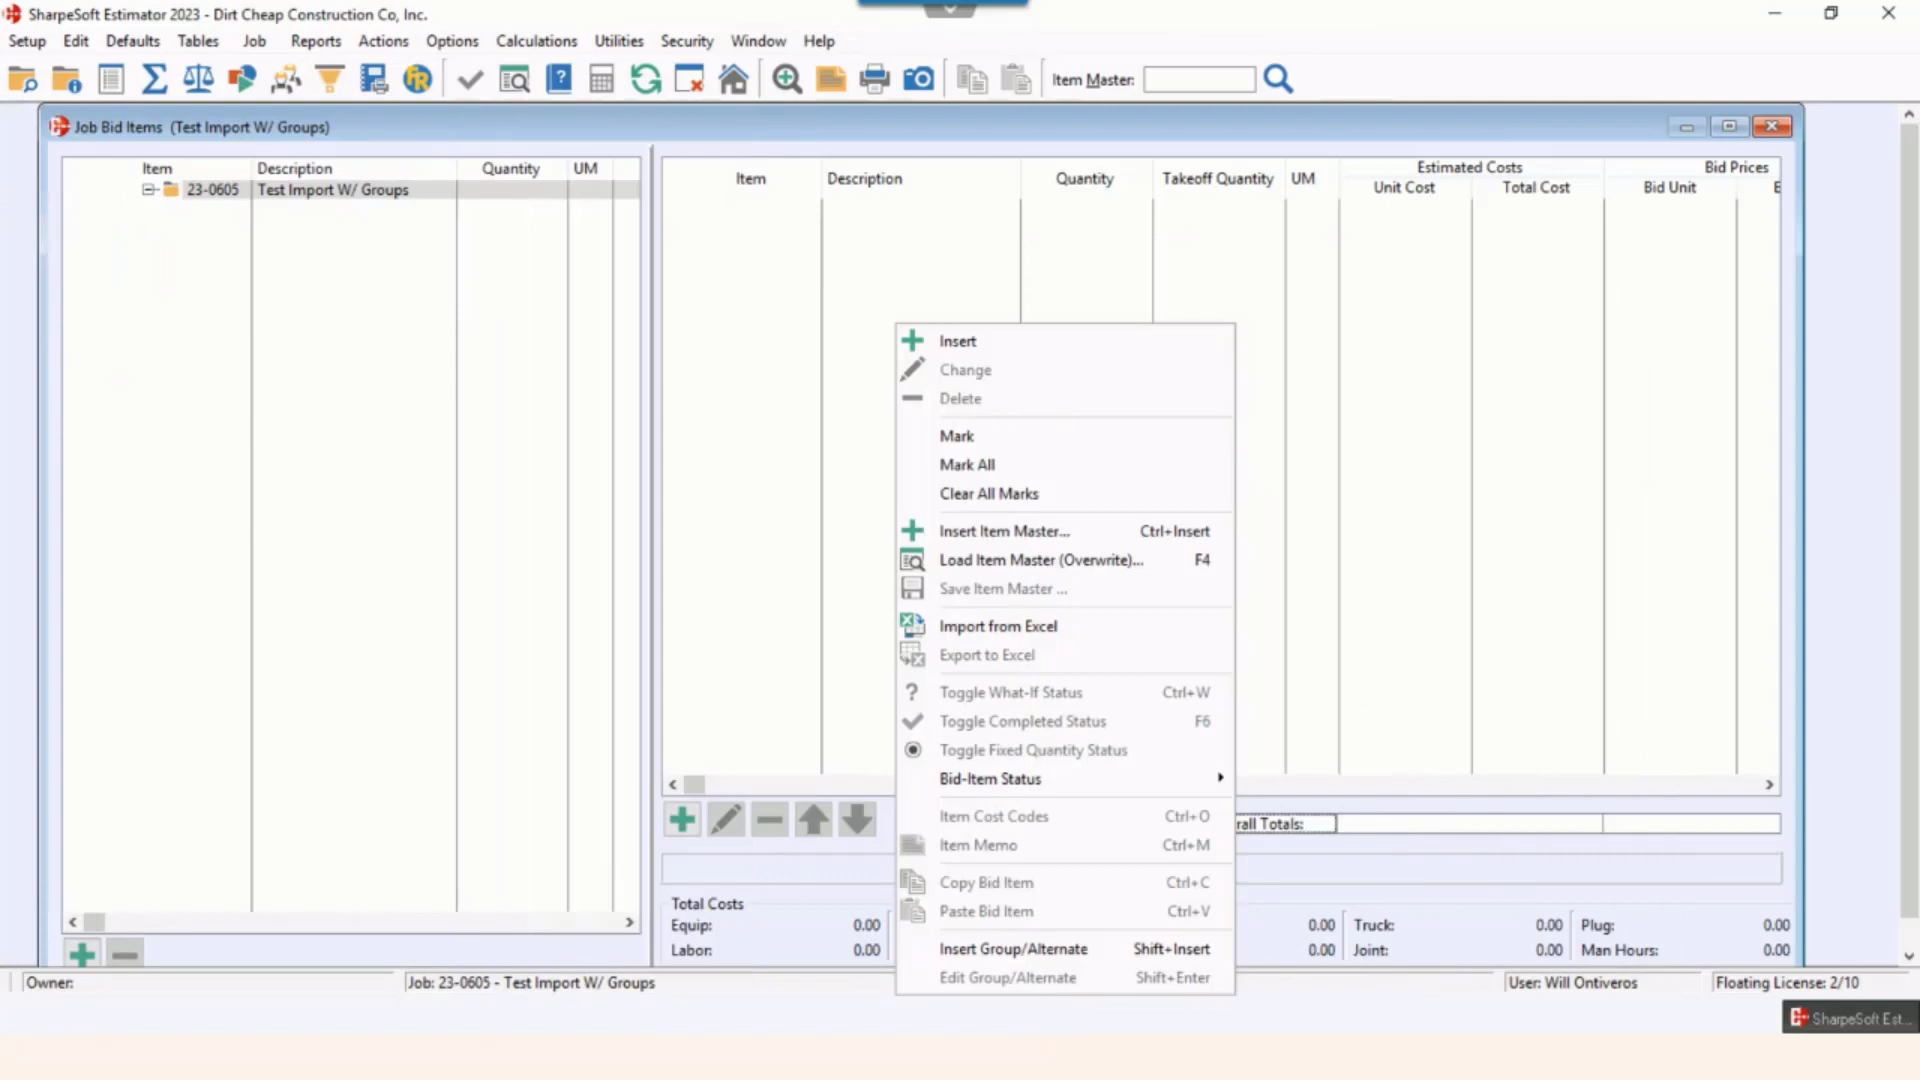 SharpeSoft Estimator 2023 - Dirt Cheap Construction Co, Inc.
Setup Edit Defaults Tables Job Reports Actions Options Calculations Utilities Security Window Help
Item Master:
Job Bid Items (Test Import W/ Groups)
Item Description Quantity UM
23-0605 Test Import W/ Groups
Item Description Quantity Takeoff Quantity UM Estimated Costs Bid Prices
Unit Cost Total Cost Bid Unit E
Insert
Change
Delete
Mark
Mark All
Clear All Marks
Insert Item Master... Ctrl+Insert
Load Item Master (Overwrite)... F4
Save Item Master ...
Import from Excel
Export to Excel
Toggle What-If Status Ctrl+W
Toggle Completed Status F6
Toggle Fixed Quantity Status
Bid-Item Status
Item Cost Codes Ctrl+O
Item Memo Ctrl+M
Copy Bid Item Ctrl+C
Paste Bid Item Ctrl+V
Insert Group/Alternate Shift+Insert
Edit Group/Alternate Shift+Enter
rall Totals:
Total Costs
Equip: 0.00 0.00 Truck: 0.00 Plug: 0.00
Labor: 0.00 0.00 Joint: 0.00 Man Hours: 0.00
Owner: Job: 23-0605 - Test Import W/ Groups User: Will Ontiveros Floating License: 2/10
SharpeSoft Est...